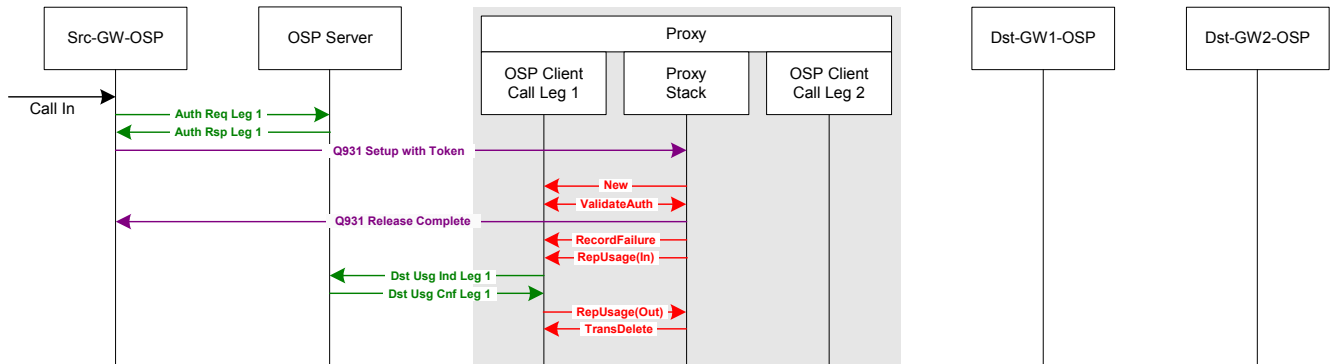 Src-GW-OSP
OSP Server
Proxy
Dst-GW1-OSP
Dst-GW2-OSP
OSP Client
Call Leg 1
Proxy
Stack
OSP Client
Call Leg 2
Call In
Auth Req Leg 1
Auth Rsp Leg 1
Q931 Setup with Token
New
ValidateAuth
Q931 Release Complete
RecordFailure
RepUsage(In)
Dst Usg Ind Leg 1
Dst Usg Cnf Leg 1
RepUsage(Out)
TransDelete